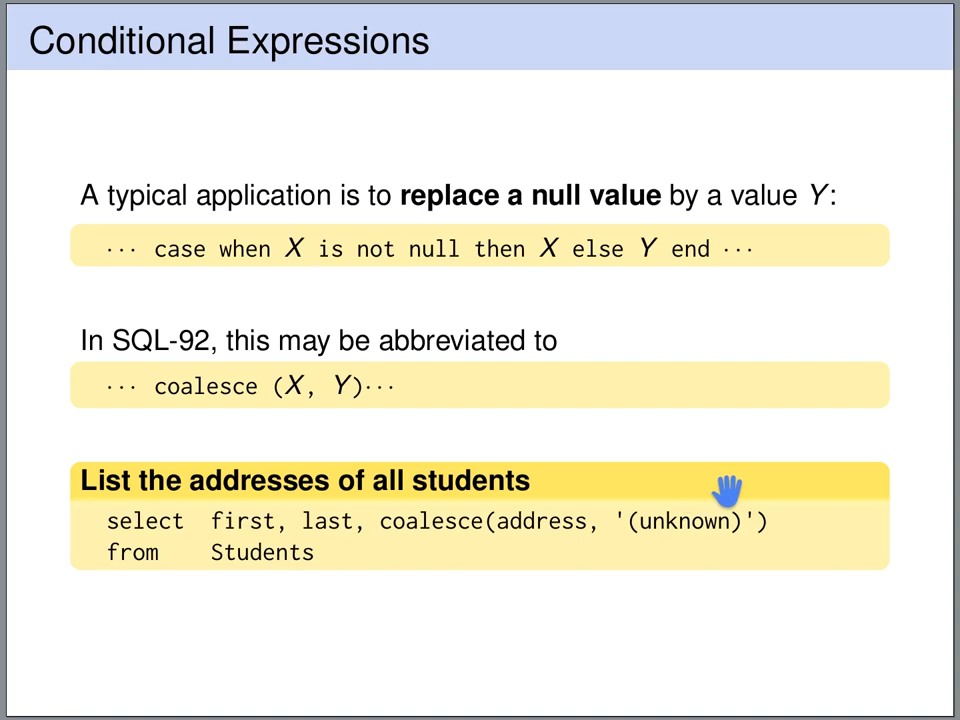 Conditional Expressions
A typical application is to replace a null value by a value Y:
··· case when X is not null then X else Y end ···
In SQL-92, this may be abbreviated to
··· coalesce (X, Y)···
List the addresses of all students
select first, last, coalesce(address, '(unknown)')
from Students